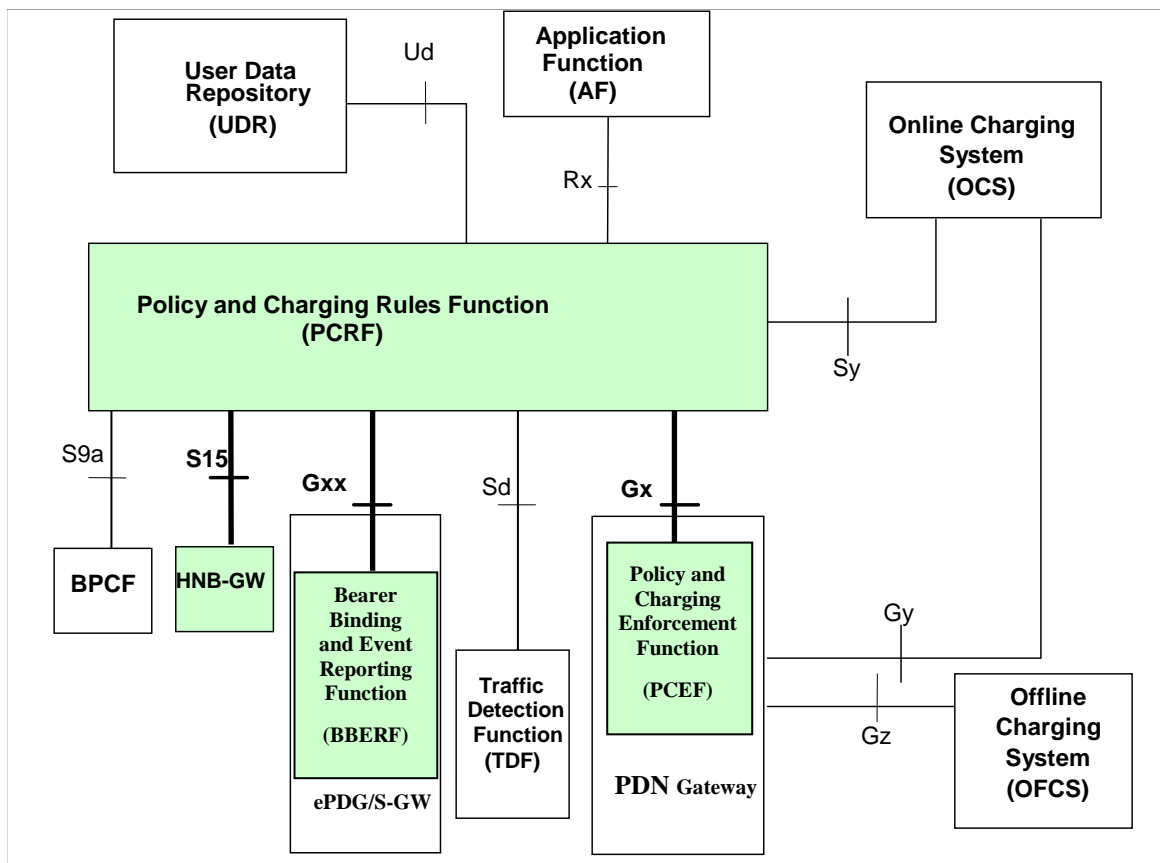 User Data
Repository
(UDR)
Ud
Application
Function
(AF)
Rx
Online Charging
System
(OCS)
Policy and Charging Rules Function
(PCRF)
Sy
S9a
S15
Gxx
Sd
Gx
BPCF
HNB-GW
Bearer
Binding
and Event
Reporting
Function
(BBERF)
ePDG/S-GW
Traffic
Detection
Function
(TDF)
Policy and
Charging
Enforcement
Function
(PCEF)
PDN Gateway
Gy
Gz
Offline
Charging
System
(OFCS)